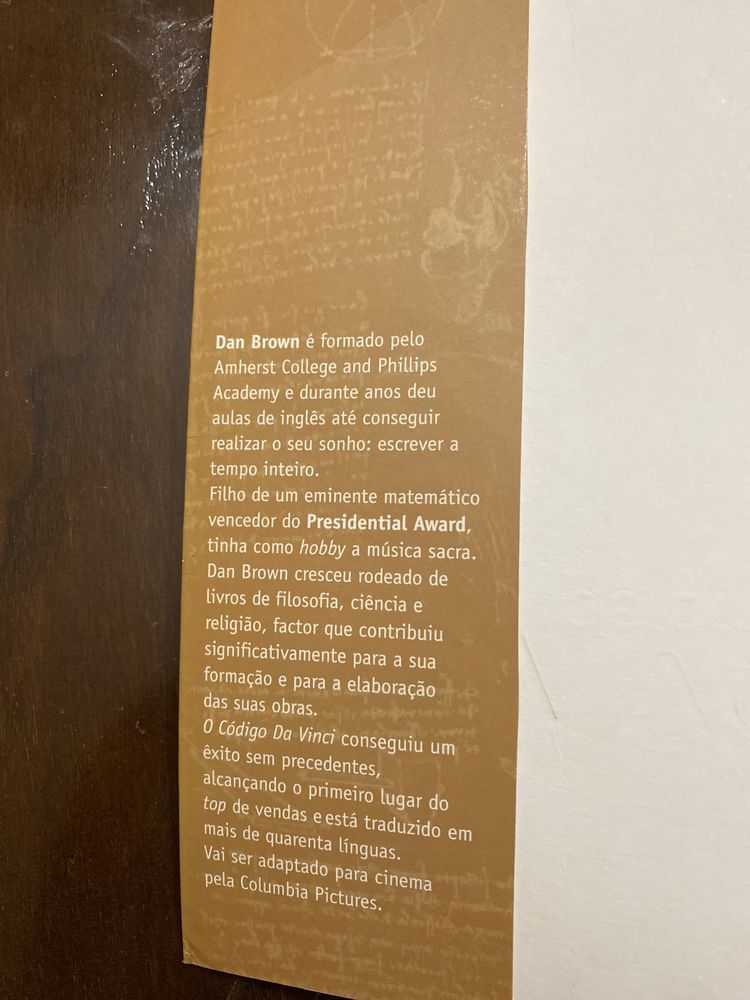 Dan Brown é formado pelo
Amherst College and Phillips
Academy e durante anos deu
aulas de inglês até conseguir
realizar o seu sonho: escrever a
tempo inteiro.
Filho de um eminente matemático
vencedor do Presidential Award,
tinha como hobby a música sacra.
Dan Brown cresceu rodeado de
livros de filosofia, ciência e
religião, factor que contribuiu
significativamente para a sua
formação e para a elaboração
das suas obras.
O Código Da Vinci conseguiu um
êxito sem precedentes,
alcançando o primeiro lugar do
top de vendas e está traduzido em
mais de quarenta línguas.
Vai ser adaptado para cinema
pela Columbia Pictures.